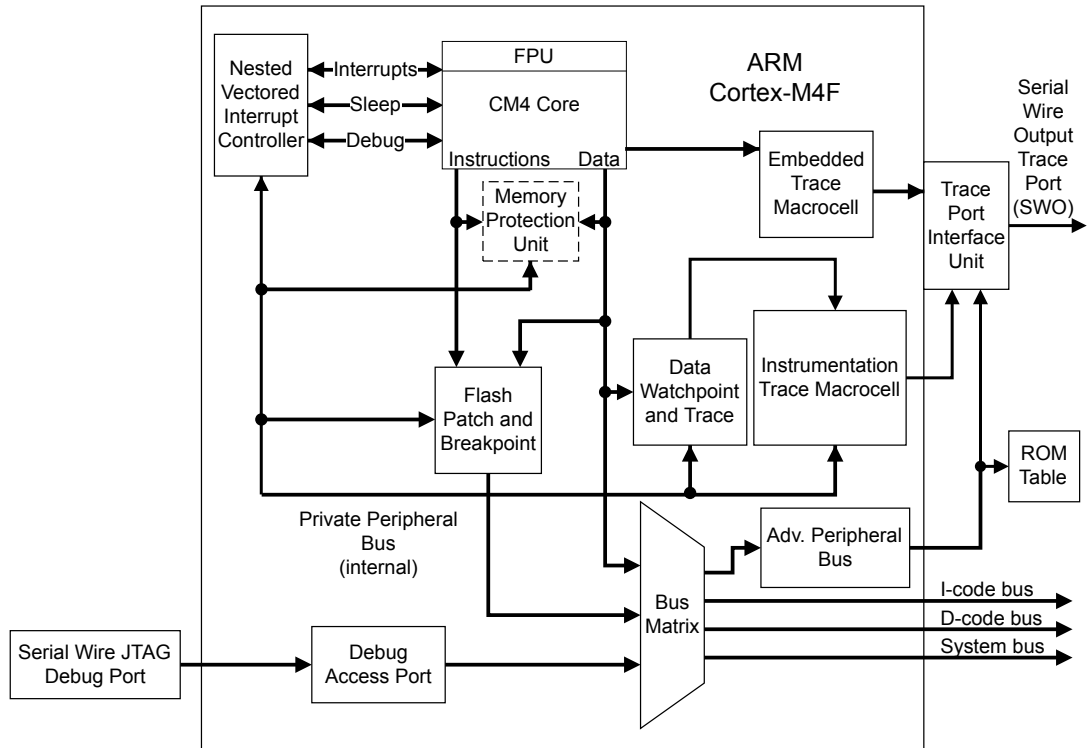 Nested
Vectored
Interrupt
Controller
Interrupts
Sleep
Debug
FPU
CM4 Core
Instructions
Data
ARM
Cortex-M4F
Memory
Protection
Unit
Embedded
Trace
Macrocell
Trace
Port
Interface
Unit
Serial
Wire
Output
Trace
Port
(SWO)
Flash
Patch and
Breakpoint
Data
Watchpoint
and Trace
Instrumentation
Trace Macrocell
ROM
Table
Private Peripheral
Bus
(internal)
Adv. Peripheral
Bus
Bus
Matrix
I-code bus
D-code bus
System bus
Serial Wire JTAG
Debug Port
Debug
Access Port